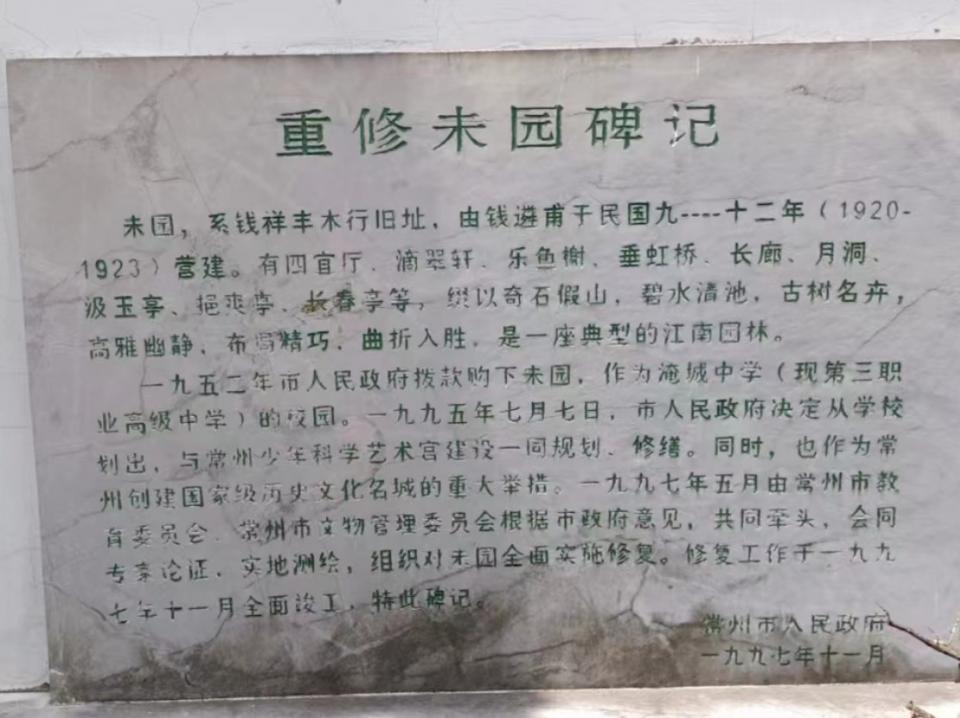 重修未园碑记
未园，系钱祥丰木行旧址，由钱遴甫于民国九----十二年（1920-
1923）营建。有四宜厅、滴翠轩、乐鱼榭、垂虹桥、长廊、月洞、
汲玉亭、挹爽亭、长春亭等，缀以奇石假山，碧水清池，古树名卉，
高雅幽静、布局精巧、曲折入胜，是一座典型的江南园林。
一九五二年市人民政府拨款购下未园，作为淹城中学（现第三职
业高级中学）的校园。一九九五年七月七日，市人民政府决定从学校
划出，与常州少年科学艺术宫建设一同规划、修缮。同时，也作为常
州创建国家级历史文化名城的重大举措。一九九七年五月由常州市教
育委员会、常州市文物管理委员会根据市政府意见，共同牵头，会同
专家论证、实地测绘，组织对未园全面实施修复。修复工作于一九九
七年十一月全面竣工，特此碑记。
常州市人民政府
一九九七年十一月